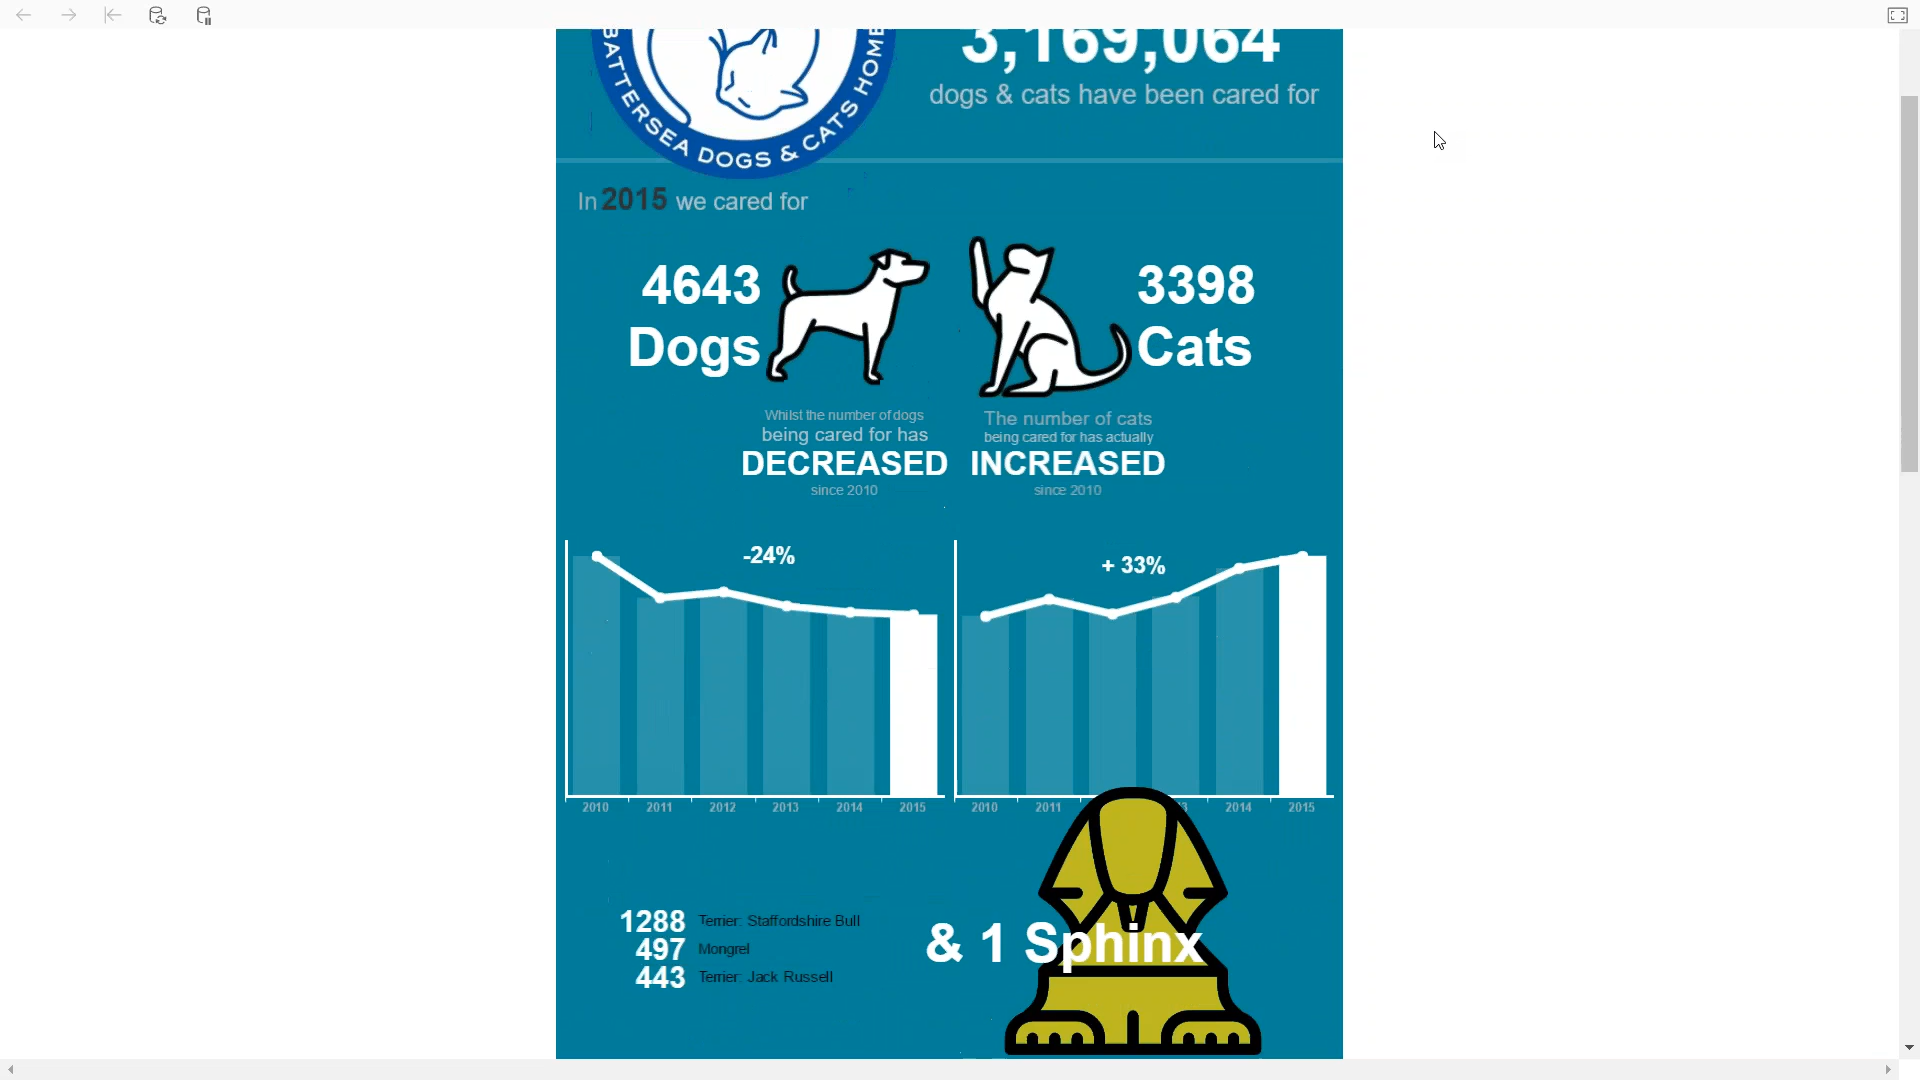 BATTERSEA DOGS & CATS HOME
3,169,064
dogs & cats have been cared for
In 2015 we cared for
4643
Dogs
3398
Cats
Whilst the number of dogs
being cared for has
DECREASED
since 2010
The number of cats
being cared for has actually
INCREASED
since 2010
-24%
+ 33%
2010 2011 2012 2013 2014 2015
2010 2011 3 2014 2015
1288 Terrier: Staffordshire Bull
497 Mongrel
443 Terrier: Jack Russell
& 1 Sphinx